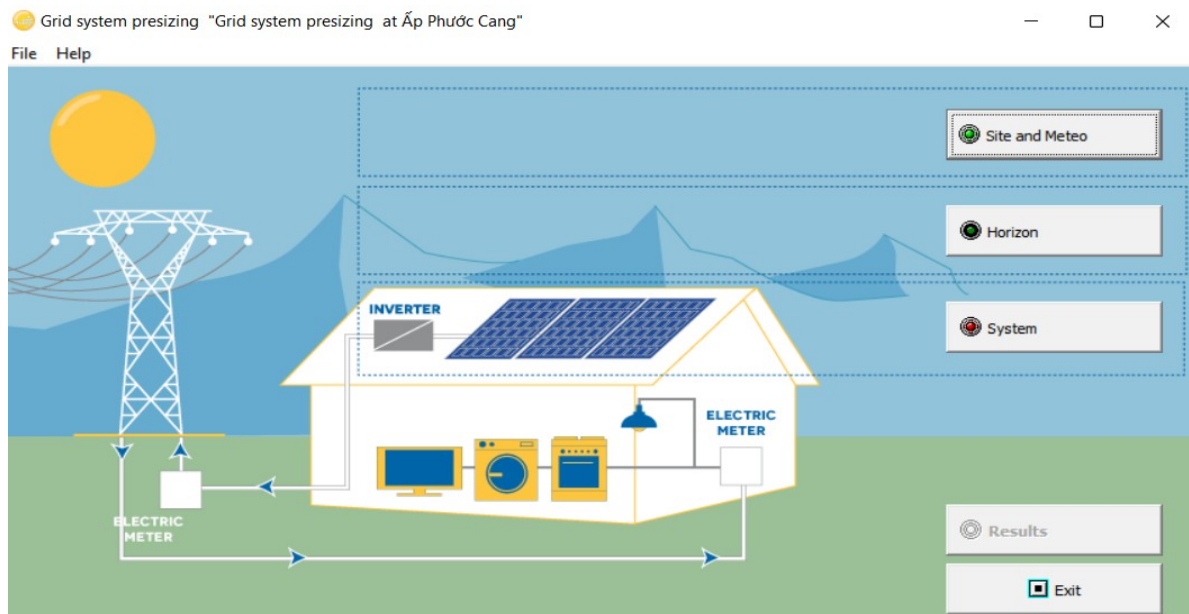 Grid system presizing "Grid system presizing at Ấp Phước Cang"
File Help
Site and Meteo
Horizon
INVERTER
System
ELECTRIC
METER
ELECTRIC
METER
Results
Exit